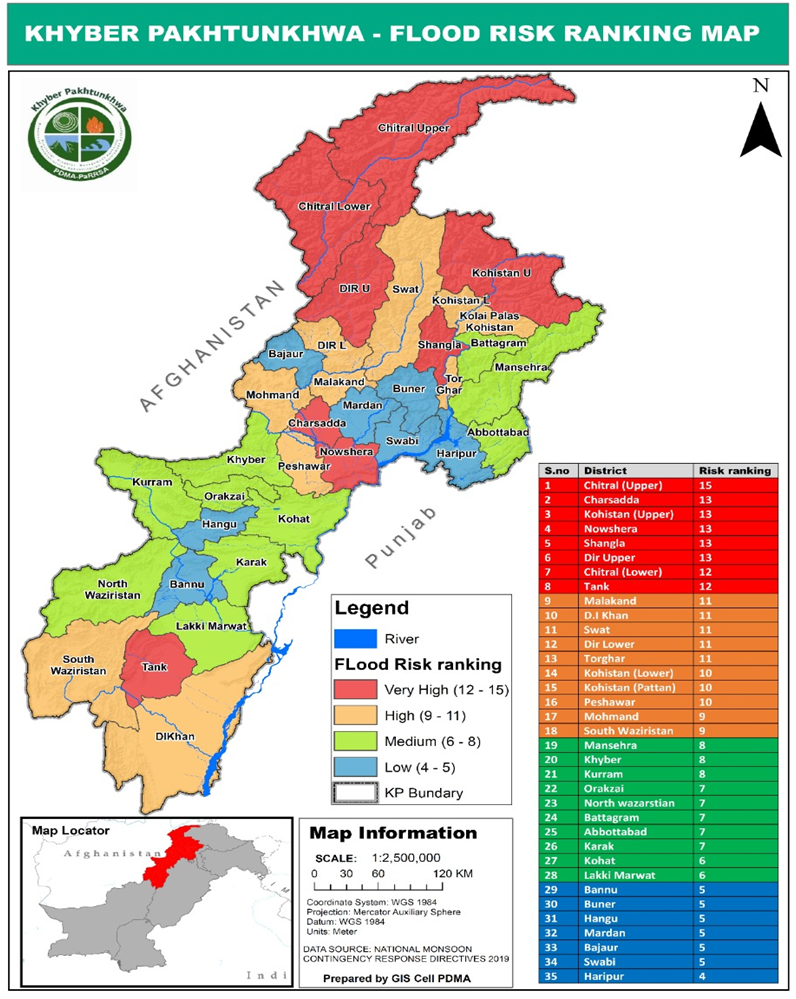 KHYBER PAKHTUNKHWA - FLOOD RISK RANKING MAP
Khyber Pakhtunkhwa
PDMA-PaRRSA
N
Chitral Upper
Chitral Lower
Kohistan U
DIR U
Swat
AFGHANISTAN
Kohistan L
Kolai Palas
Kohistan
DIR L
Shangla
Battagram
Bajaur
Mansehra
Malakand
Buner
Tor
Ghar
Mohmand
Mardan
Charsadda
Abbottabad
Swabi
Nowshera
Haripur
Khyber
Peshawar
Kurram
Orakzai
Kohat
Hangu
Punjab
Karak
North
Waziristan
Bannu
Lakki Marwat
South
Waziristan
Tank
DIKhan
Legend
River
FLood Risk ranking
Very High (12 - 15)
High (9 - 11)
Medium (6 - 8)
Low (4 - 5)
KP Bundary
S.no District Risk ranking
1 Chitral (Upper) 15
2 Charsadda 13
3 Kohistan (Upper) 13
4 Nowshera 13
5 Shangla 13
6 Dir Upper 13
7 Chitral (Lower) 12
8 Tank 12
9 Malakand 11
10 D.I Khan 11
11 Swat 11
12 Dir Lower 11
13 Torghar 11
14 Kohistan (Lower) 10
15 Kohistan (Pattan) 10
16 Peshawar 10
17 Mohmand 9
18 South Waziristan 9
19 Mansehra 8
20 Khyber 8
21 Kurram 8
22 Orakzai 7
23 North wazarstian 7
24 Battagram 7
25 Abbottabad 7
26 Karak 7
27 Kohat 6
28 Lakki Marwat 6
29 Bannu 5
30 Buner 5
31 Hangu 5
32 Mardan 5
33 Bajaur 5
34 Swabi 5
35 Haripur 4
Map Locator
Afghanistan
Indi
Map Information
SCALE: 1:2,500,000
0 30 60 120 KM
Coordinate System: WGS 1984
Projection: Mercator Auxiliary Sphere
Datum: WGS 1984
Units: Meter
DATA SOURCE: NATIONAL MONSOON
CONTINGENCY RESPONSE DIRECTIVES 2019
Prepared by GIS Cell PDMA